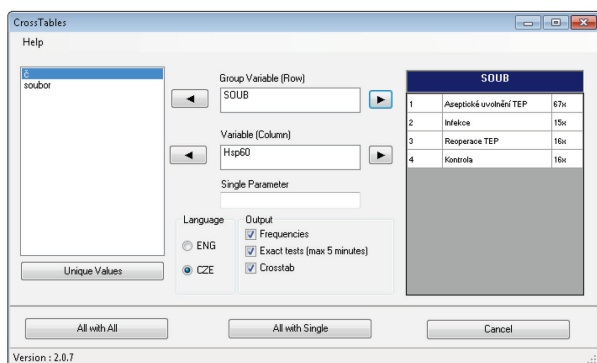 CrossTables
Help
č
soubor
Unique Values
Group Variable (Row)
SOUB
Variable (Column)
Hsp60
Single Parameter
Language
ENG
CZE
Output
Frequencies
Exact tests (max 5 minutes)
Crosstab
SOUB
1 Aseptické uvolnění TEP 67x
2 Infekce 15x
3 Reoperace TEP 16x
4 Kontrola 16x
All with All
All with Single
Cancel
Version : 2.0.7